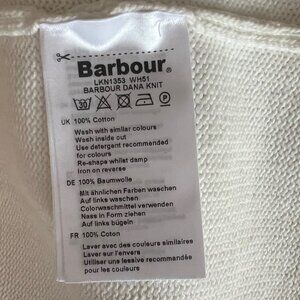 Barbour®
LKN1353 WH51
BARBOUR DANA KNIT
30
P
UK 100% Cotton
Wash with similar colours
Wash inside out
Use detergent recommended
for colours
Re-shape whilst damp
Iron on reverse
DE 100% Baumwolle
Mit ähnlichen Farben waschen
Auf links waschen
Colorwaschmittel verwenden
Nass in Form ziehen
Auf links bügeln
FR 100% Coton
Laver avec des couleurs similaires
Laver sur l'envers
Utiliser une lessive recommandée
pour les couleurs